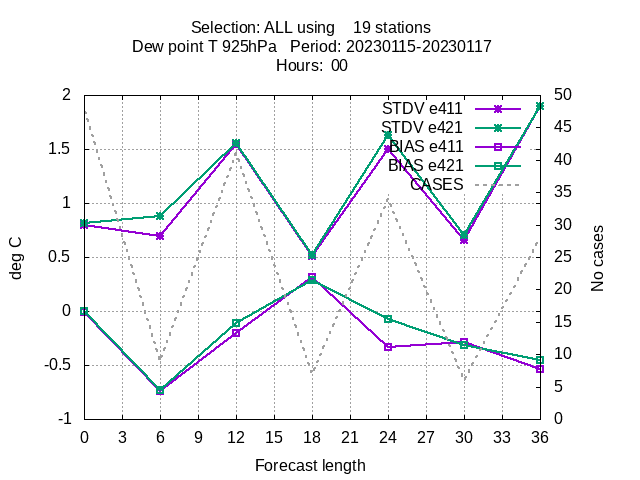 Selection: ALL using    19 stations
Dew point T 925hPa   Period: 20230115-20230117
Hours:  00
2
1.5
1
0.5
0
-0.5
-1
deg C
50
45
40
35
30
25
20
15
10
5
0
No cases
STDV e411
STDV e421
BIAS e411
BIAS e421
CASES
0 3 6 9 12 15 18 21 24 27 30 33 36
Forecast length